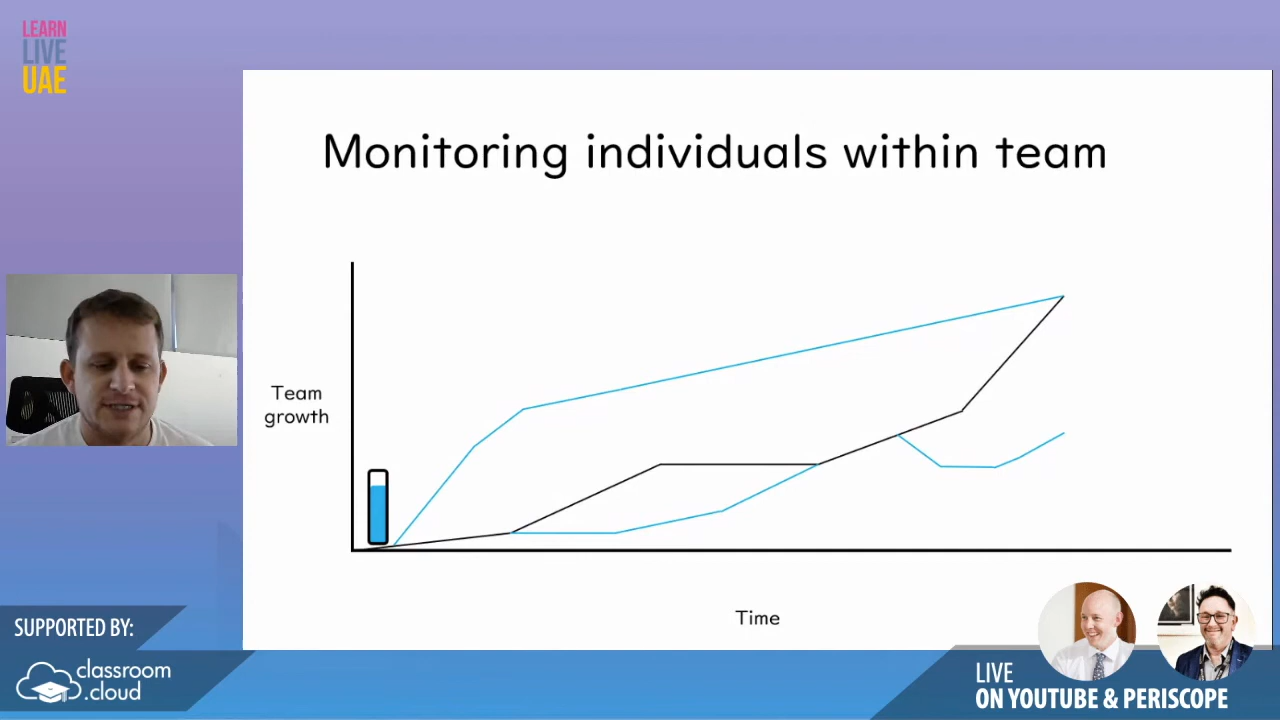 LEARN
LIVE
UAE
Monitoring individuals within team
Team
growth
Time
SUPPORTED BY:
classroom
.cloud
LIVE
ON YOUTUBE & PERISCOPE